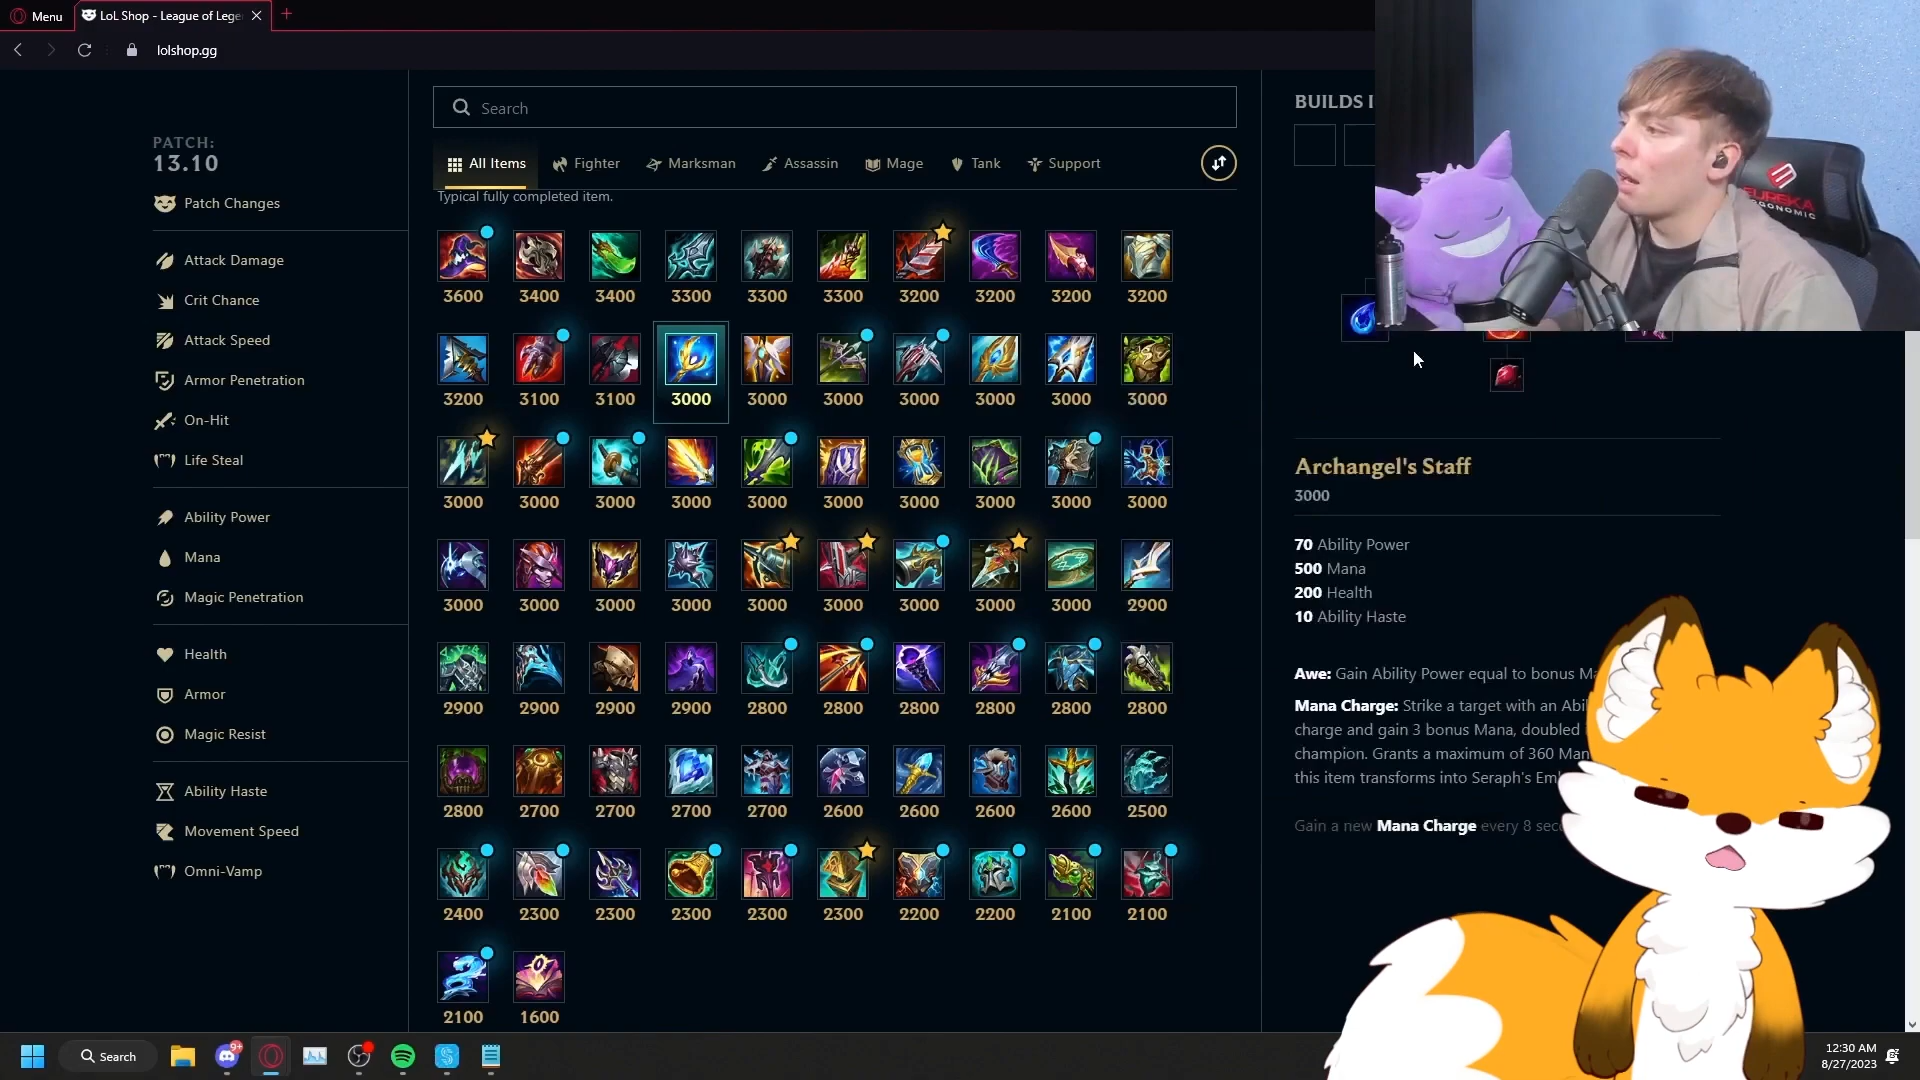 Menu
LoL Shop - League of Lege
lolshop.gg
PATCH:
13.10
Patch Changes
Attack Damage
Crit Chance
Attack Speed
Armor Penetration
On-Hit
Life Steal
Ability Power
Mana
Magic Penetration
Health
Armor
Magic Resist
Ability Haste
Movement Speed
Omni-Vamp
Search
All Items Fighter Marksman Assassin Mage Tank Support
Typical fully completed item.
3600 3400 3400 3300 3300 3300 3200 3200 3200 3200
3200 3100 3100 3000 3000 3000 3000 3000 3000 3000
3000 3000 3000 3000 3000 3000 3000 3000 3000 3000
3000 3000 3000 3000 3000 3000 3000 3000 3000 2900
2900 2900 2900 2900 2800 2800 2800 2800 2800 2800
2800 2700 2700 2700 2700 2600 2600 2600 2600 2500
2400 2300 2300 2300 2300 2300 2200 2200 2100 2100
2100 1600
BUILDS I
EUREKA
ERGONOMIC
Archangel's Staff
3000
70 Ability Power
500 Mana
200 Health
10 Ability Haste
Awe: Gain Ability Power equal to bonus Ma
Mana Charge: Strike a target with an Abil
charge and gain 3 bonus Mana, doubled
champion. Grants a maximum of 360 Man
this item transforms into Seraph's Em
Gain a new Mana Charge every 8 seco
Search
9+
12:30 AM
8/27/2023